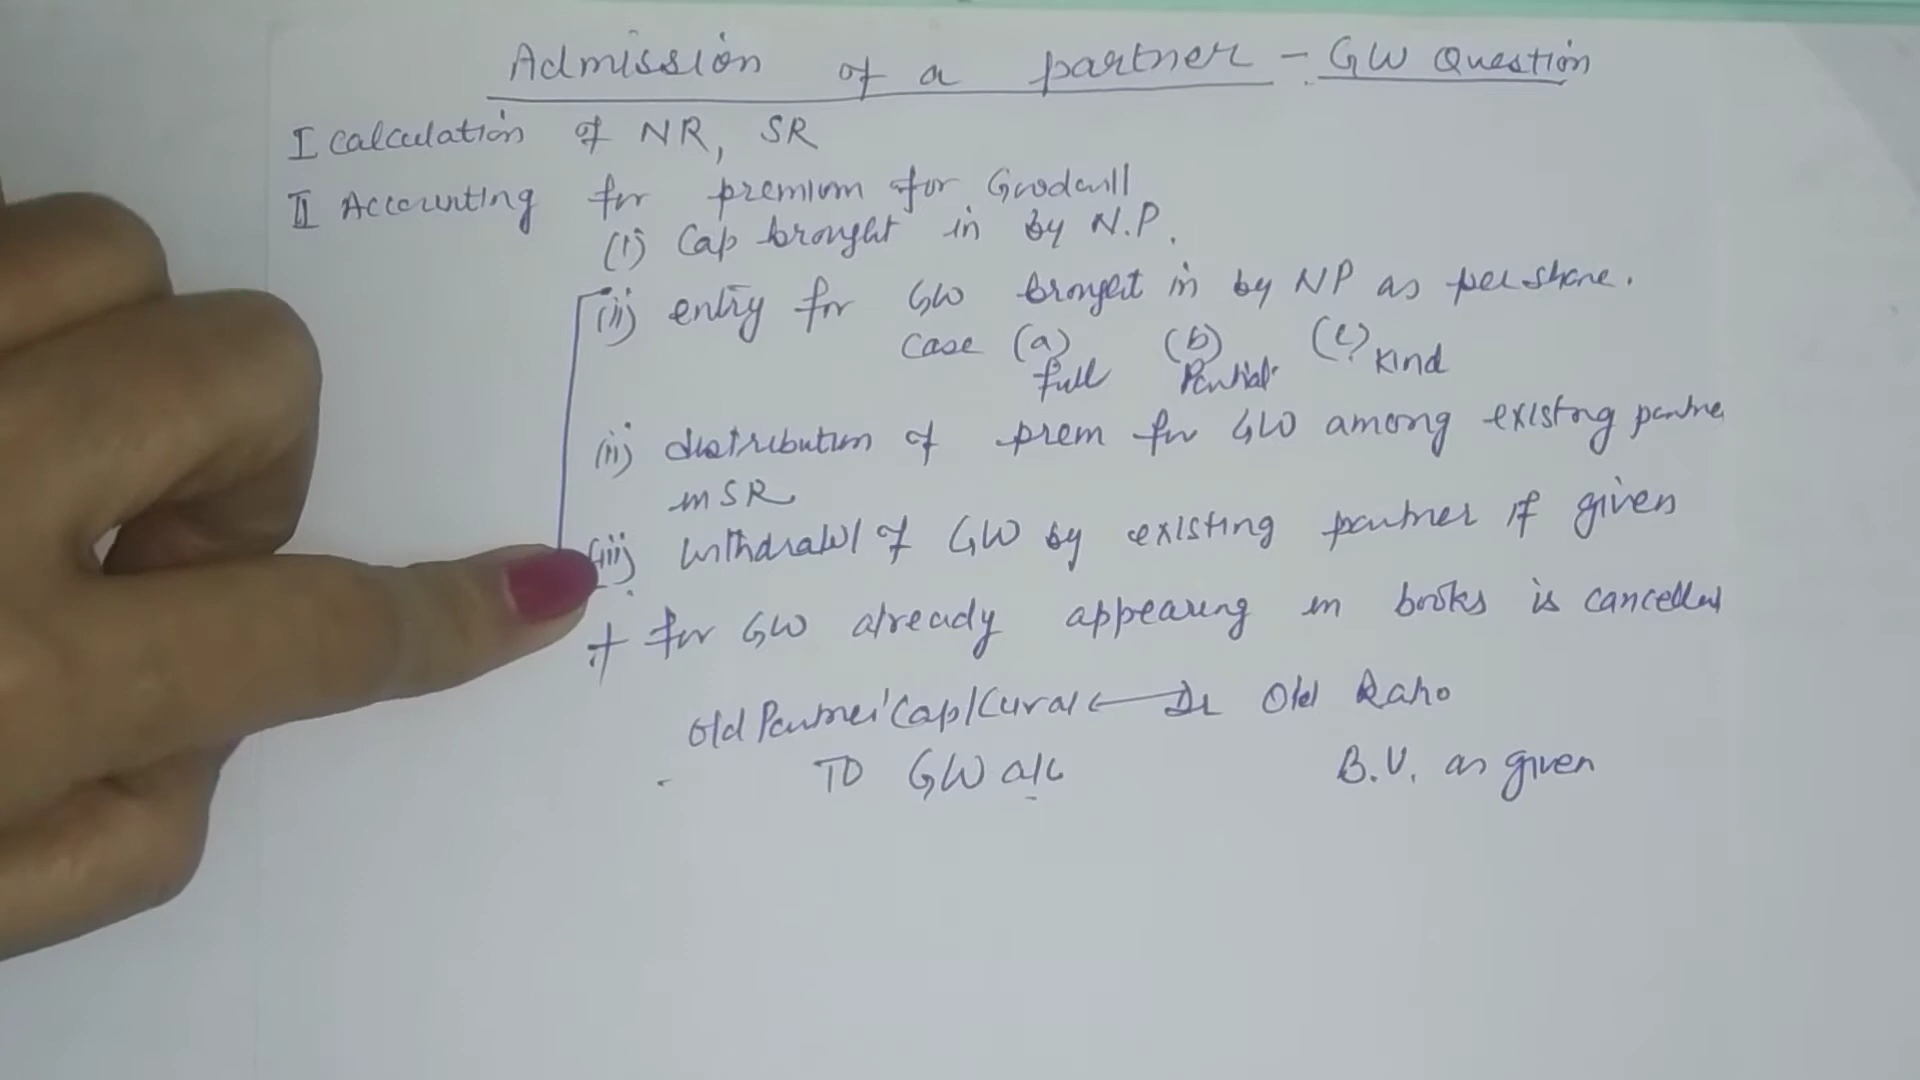 Admission of a partner - GW Question
I calculation of NR, SR
II Accounting for premium for Goodwill
(i) Cap brought in by N.P.
(ii) entry for GW brought in by NP as per share.
Case (a) (b) (c)
full Partial Kind
(ii) distribution of prem for GW among existing partne
in SR
(iii) withdrawl of GW by existing partner if given
+ for GW already appearing in books is cancelled
old Partner' Cap/ ← Dr Old Ratio
TO GW a/c B.V. as given